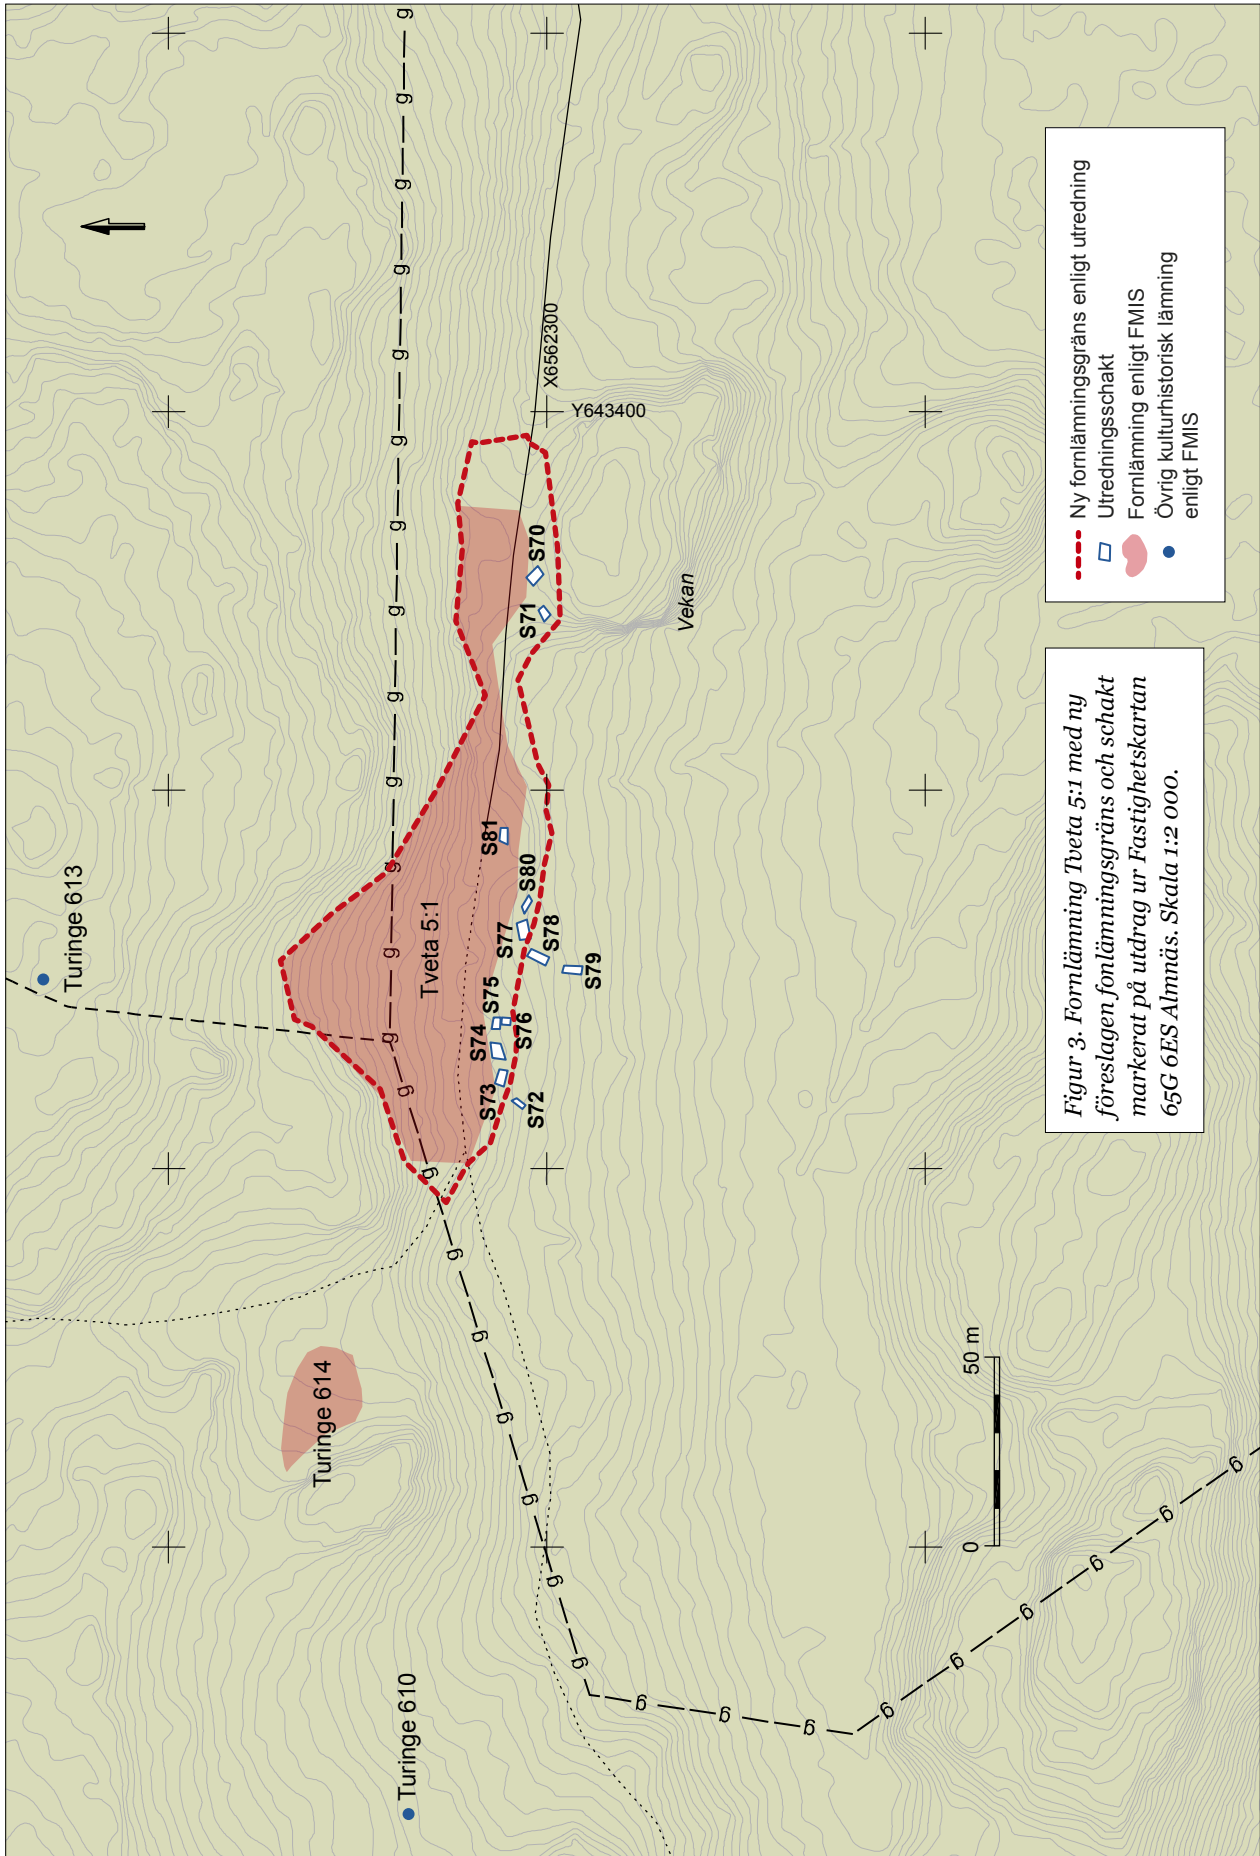 Turinge 613
Turinge 614
Turinge 610
g g g g g g g g g g g g g g g g g g g g g g g g g g g g g g
Tveta 5:1
S73
S74
S75
S77
S80
S81
S71
S70
S72
S76
S78
S79
X6562300
Y643400
Vekan
0
50 m
Figur 3. Fornlämning Tveta 5:1 med ny
föreslagen fonlämningsgräns och schakt
markerat på utdrag ur Fastighetskartan
65G 6ES Almnäs. Skala 1:2 000.
Ny fornlämningsgräns enligt utredning
Utredningsschakt
Fornlämning enligt FMIS
Övrig kulturhistorisk lämning
enligt FMIS